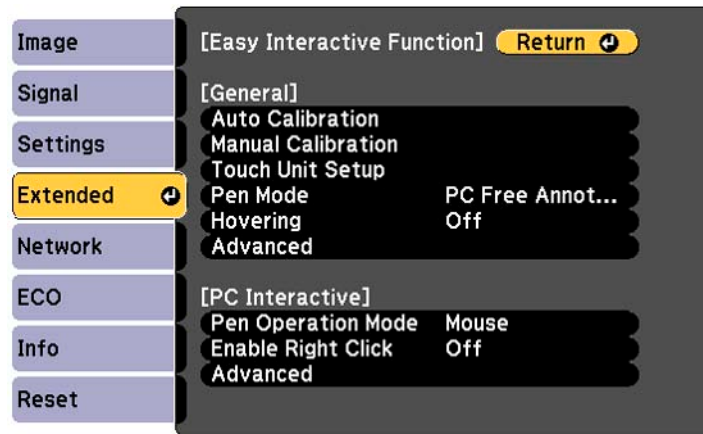 Image
Signal
Settings
Extended
Network
ECO
Info
Reset
[Easy Interactive Function] Return
[General]
Auto Calibration
Manual Calibration
Touch Unit Setup
Pen Mode PC Free Annot...
Hovering Off
Advanced
[PC Interactive]
Pen Operation Mode Mouse
Enable Right Click Off
Advanced